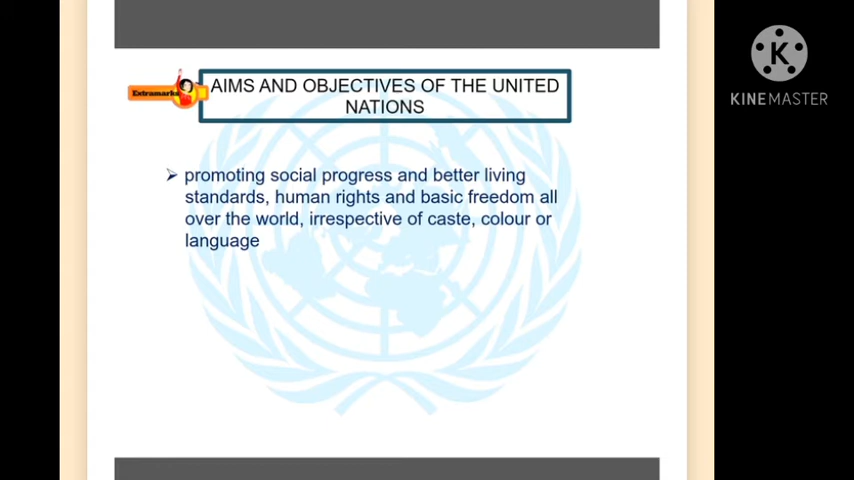 KINEMASTER
Extramarks
AIMS AND OBJECTIVES OF THE UNITED
NATIONS
➢ promoting social progress and better living
standards, human rights and basic freedom all
over the world, irrespective of caste, colour or
language